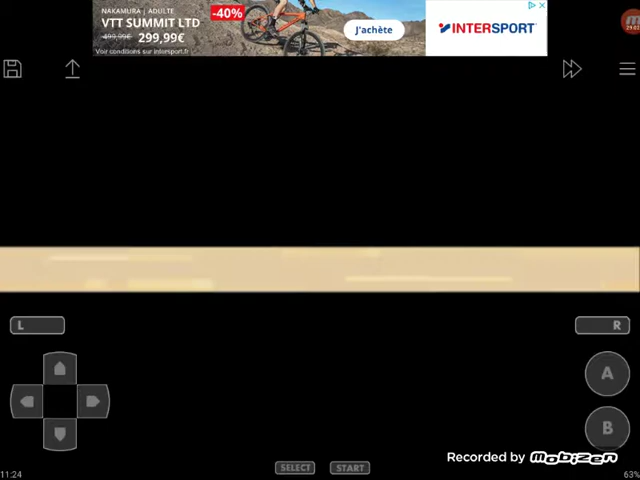 NAKAMURA | ADULTE
VTT SUMMIT LTD
-499,99€ 299,99€
Voir conditions sur intersport.fr
-40%
J'achète
INTERSPORT
L
R
A
B
SELECT
START
Recorded by Mobizen
11:24
63%